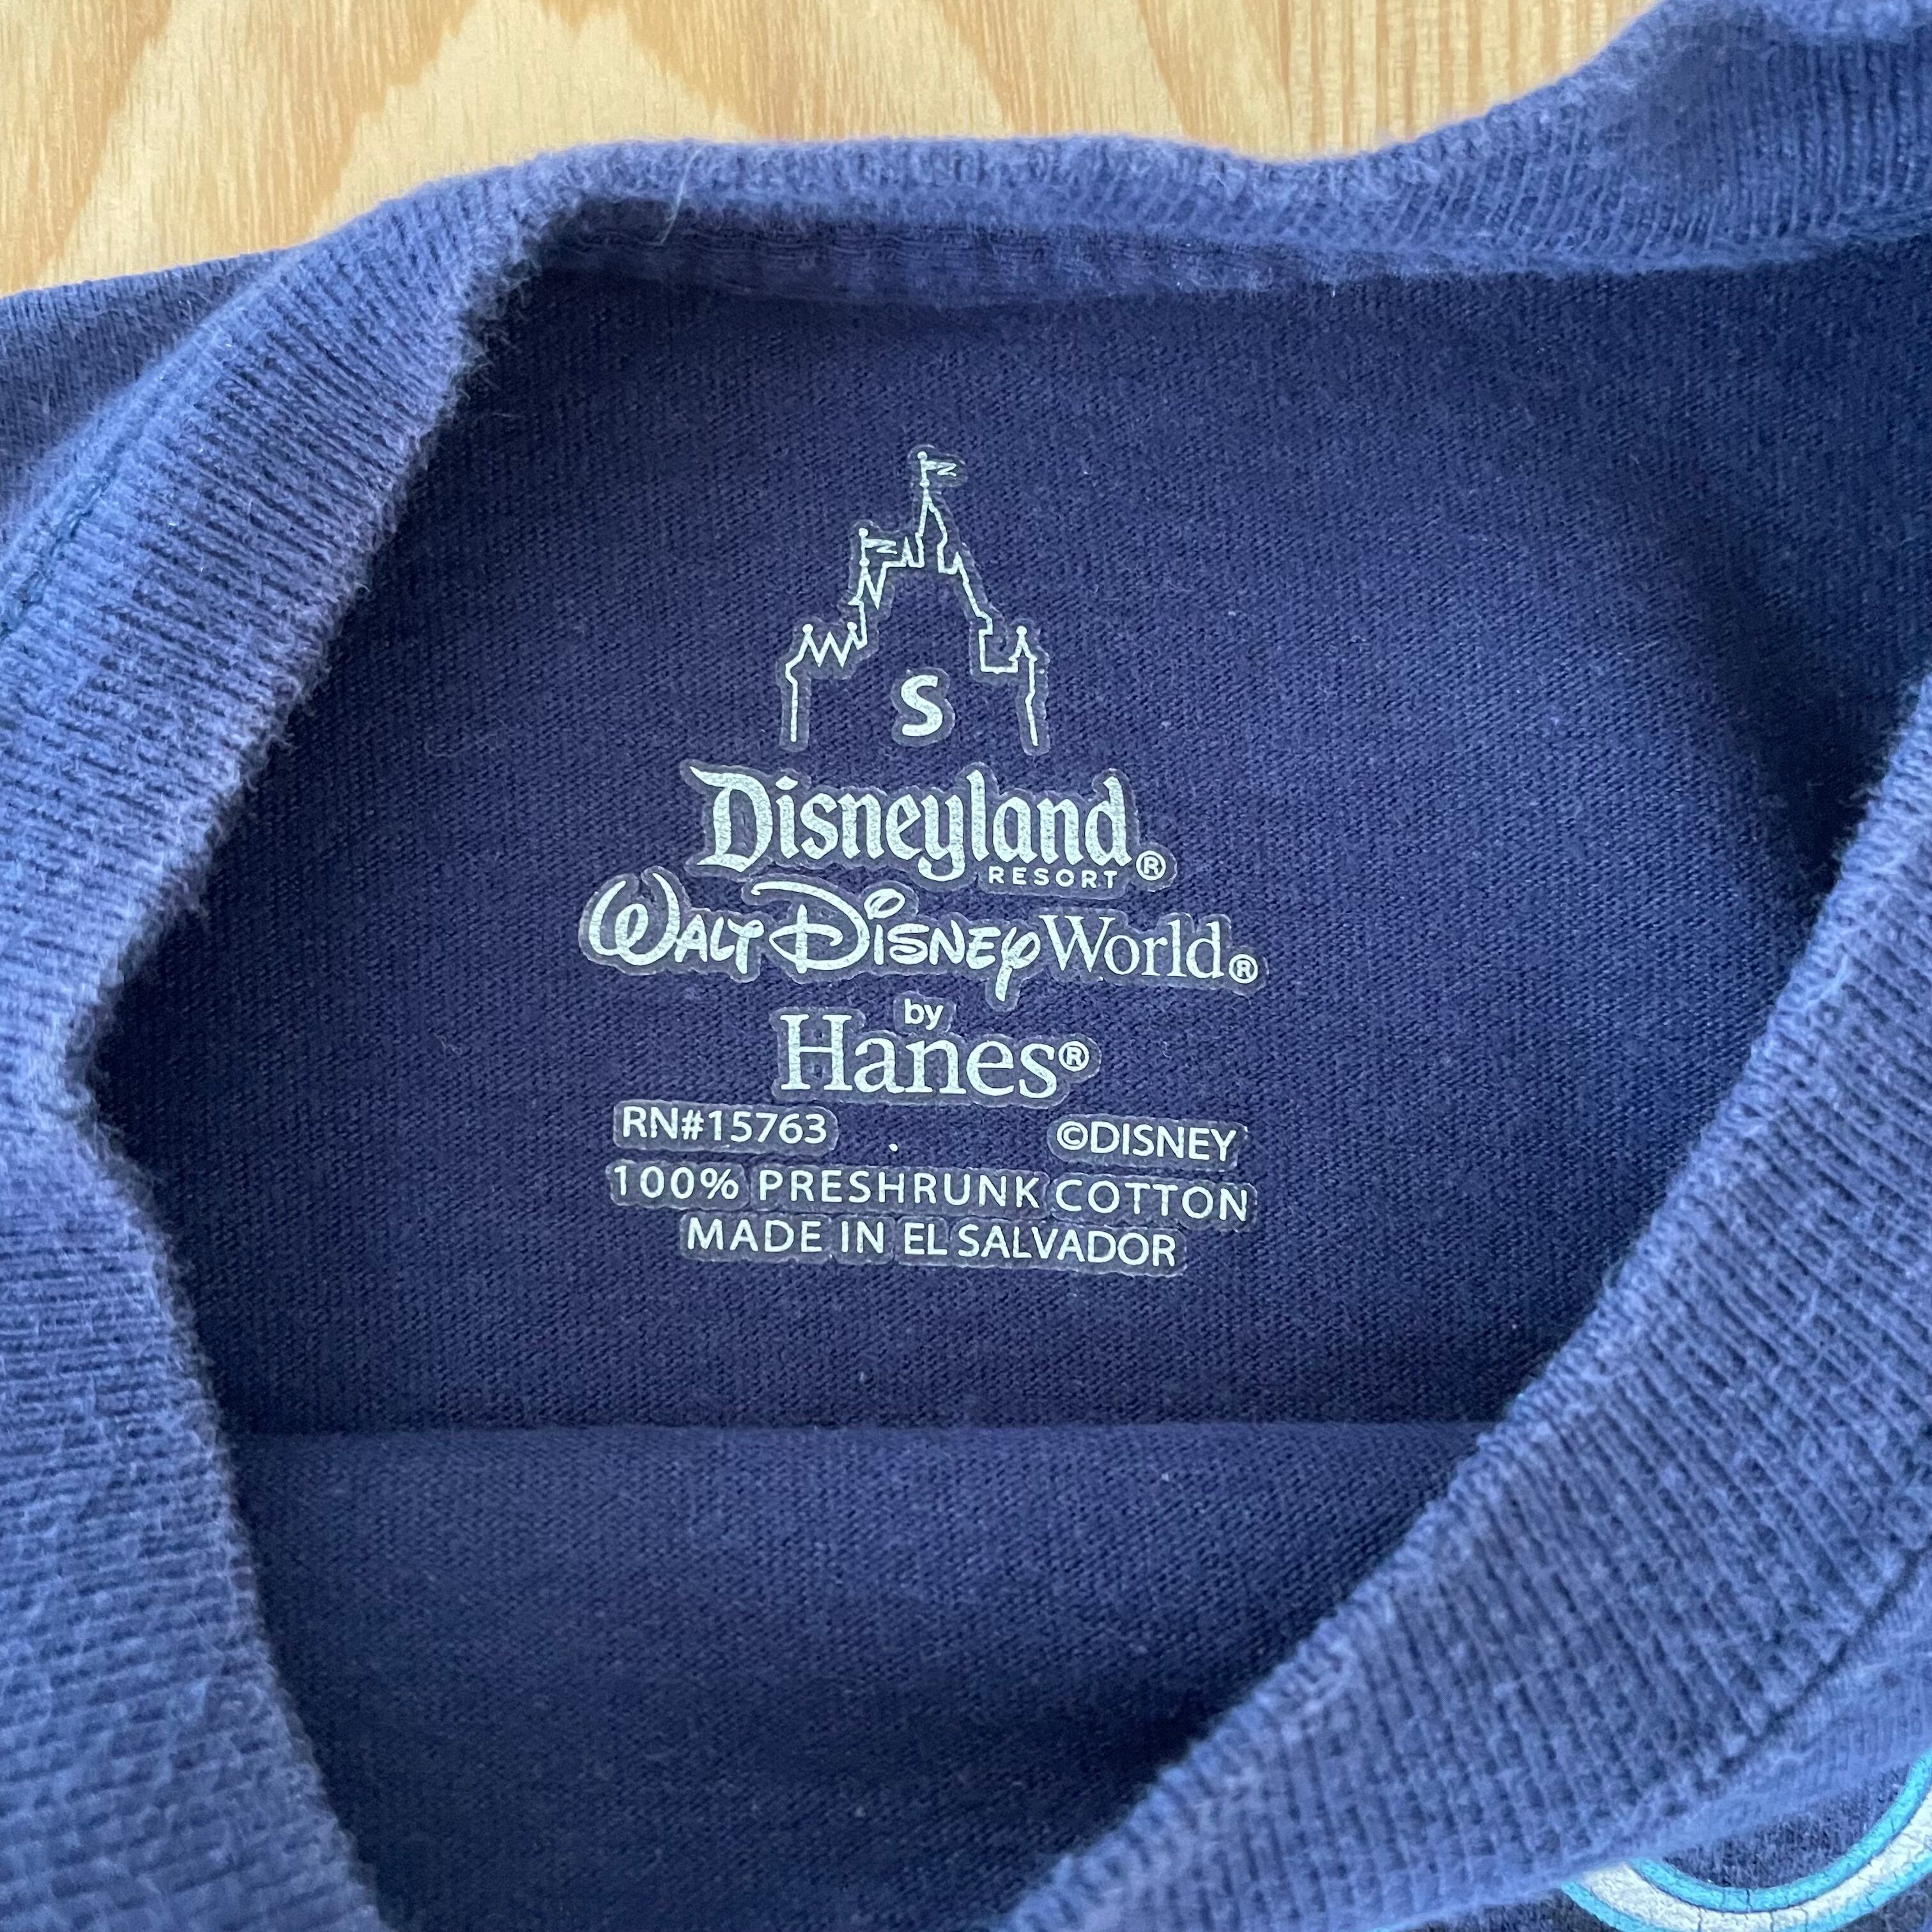 S
Disneyland®
RESORT
WALT DISNEY World®
by
Hanes®
RN#15763 ©DISNEY
100% PRESHRUNK COTTON
MADE IN EL SALVADOR